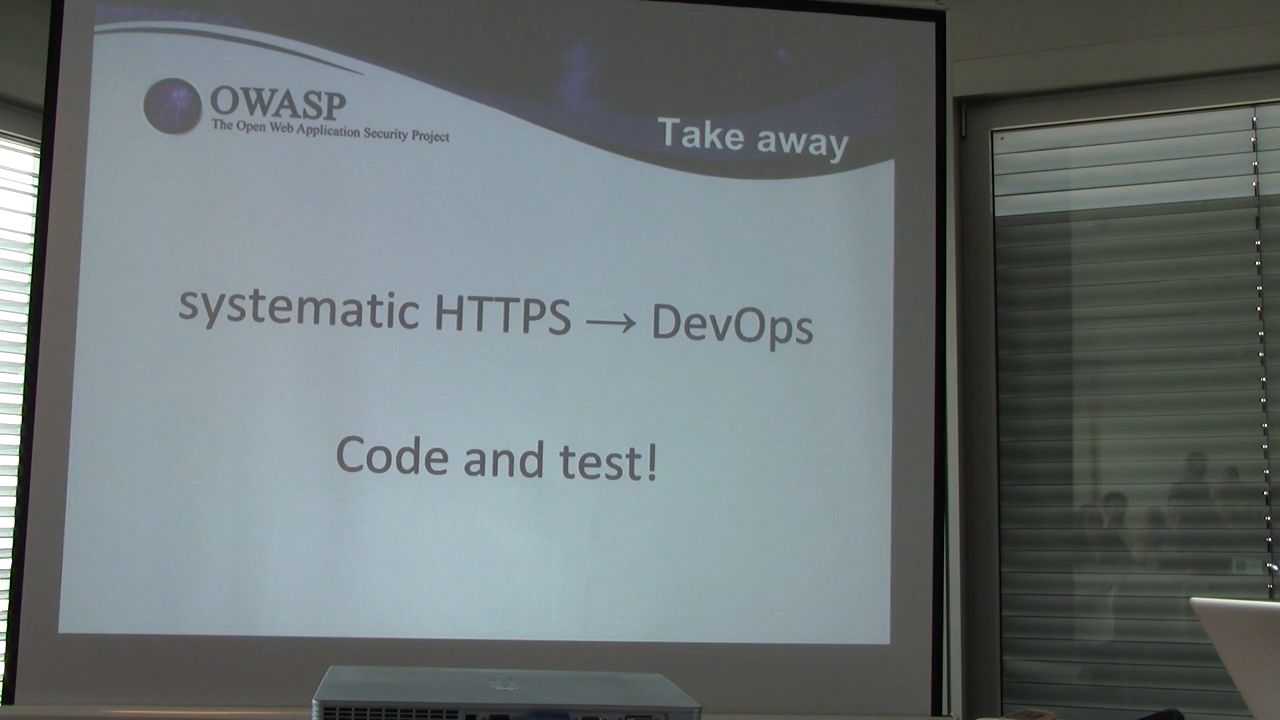 OWASP
The Open Web Application Security Project
Take away
systematic HTTPS → DevOps
Code and test!